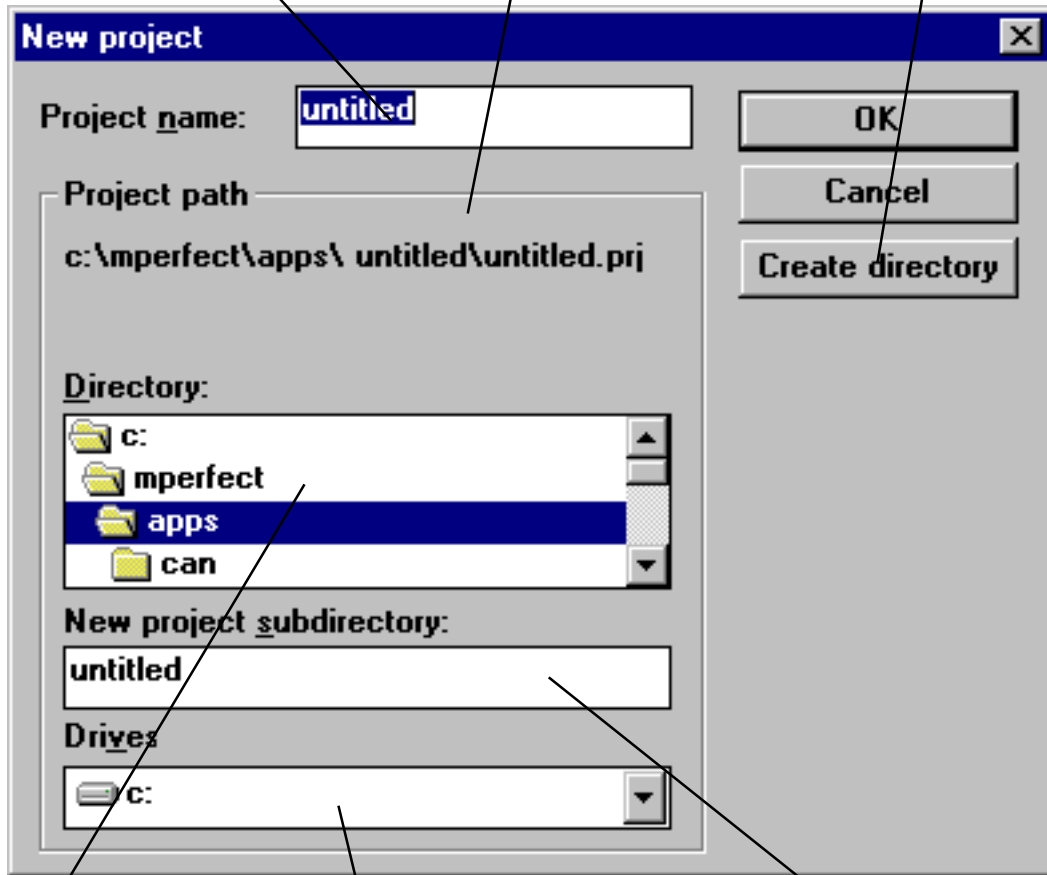 New project
Project name:
untitled
OK
Cancel
Create directory
Project path
c:\mperfect\apps\ untitled\untitled.prj
Directory:
c:
mperfect
apps
can
New project subdirectory:
untitled
Drives
c: